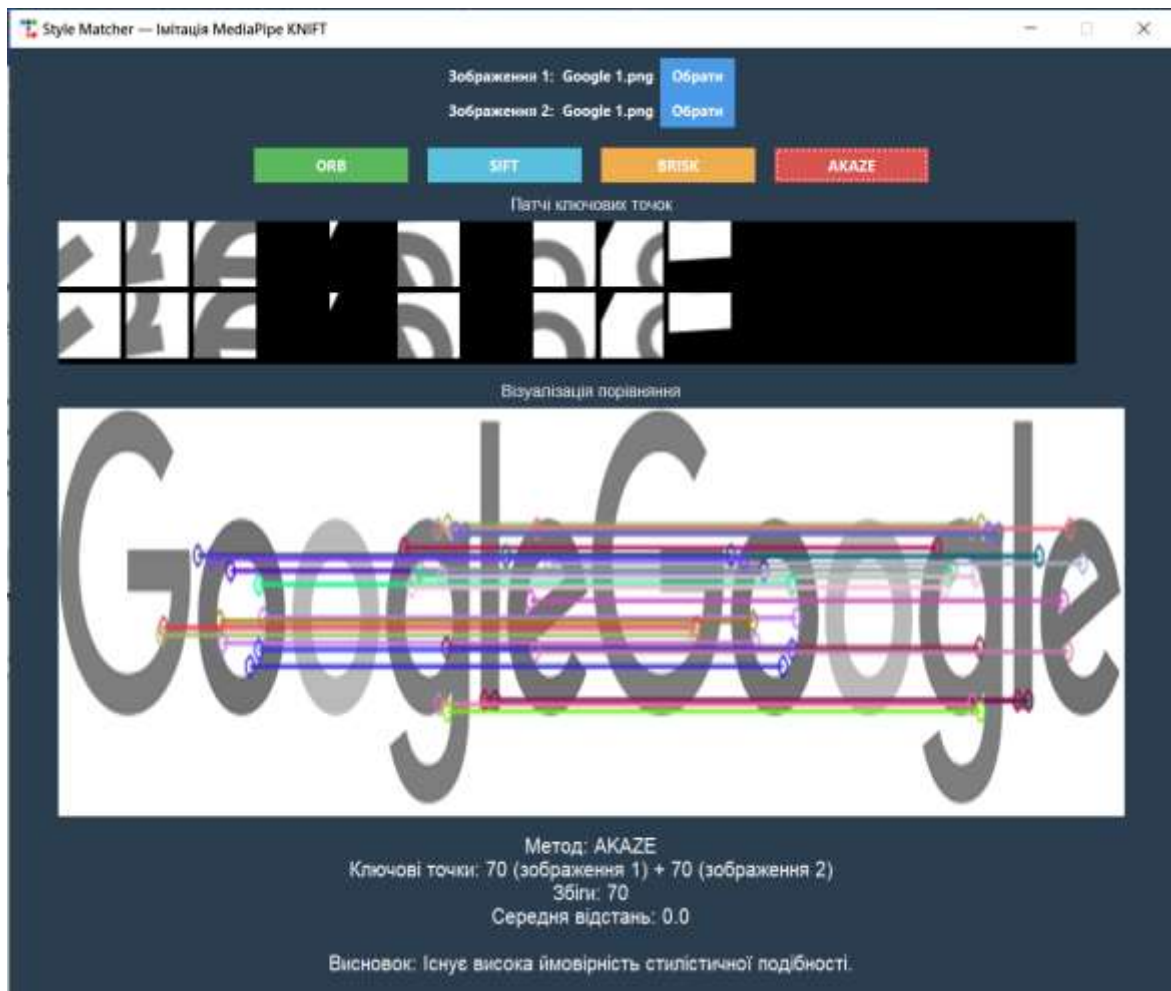 Style Matcher — Імітація MediaPipe KNIFT
Зображення 1: Google 1.png Обрати
Зображення 2: Google 1.png Обрати
ORB SIFT BRISK AKAZE
Патчі ключових точок
Візуалізація порівняння
GoogleGoogle
Метод: AKAZE
Ключові точки: 70 (зображення 1) + 70 (зображення 2)
Збіги: 70
Середня відстань: 0.0
Висновок: Існує висока ймовірність стилістичної подібності.